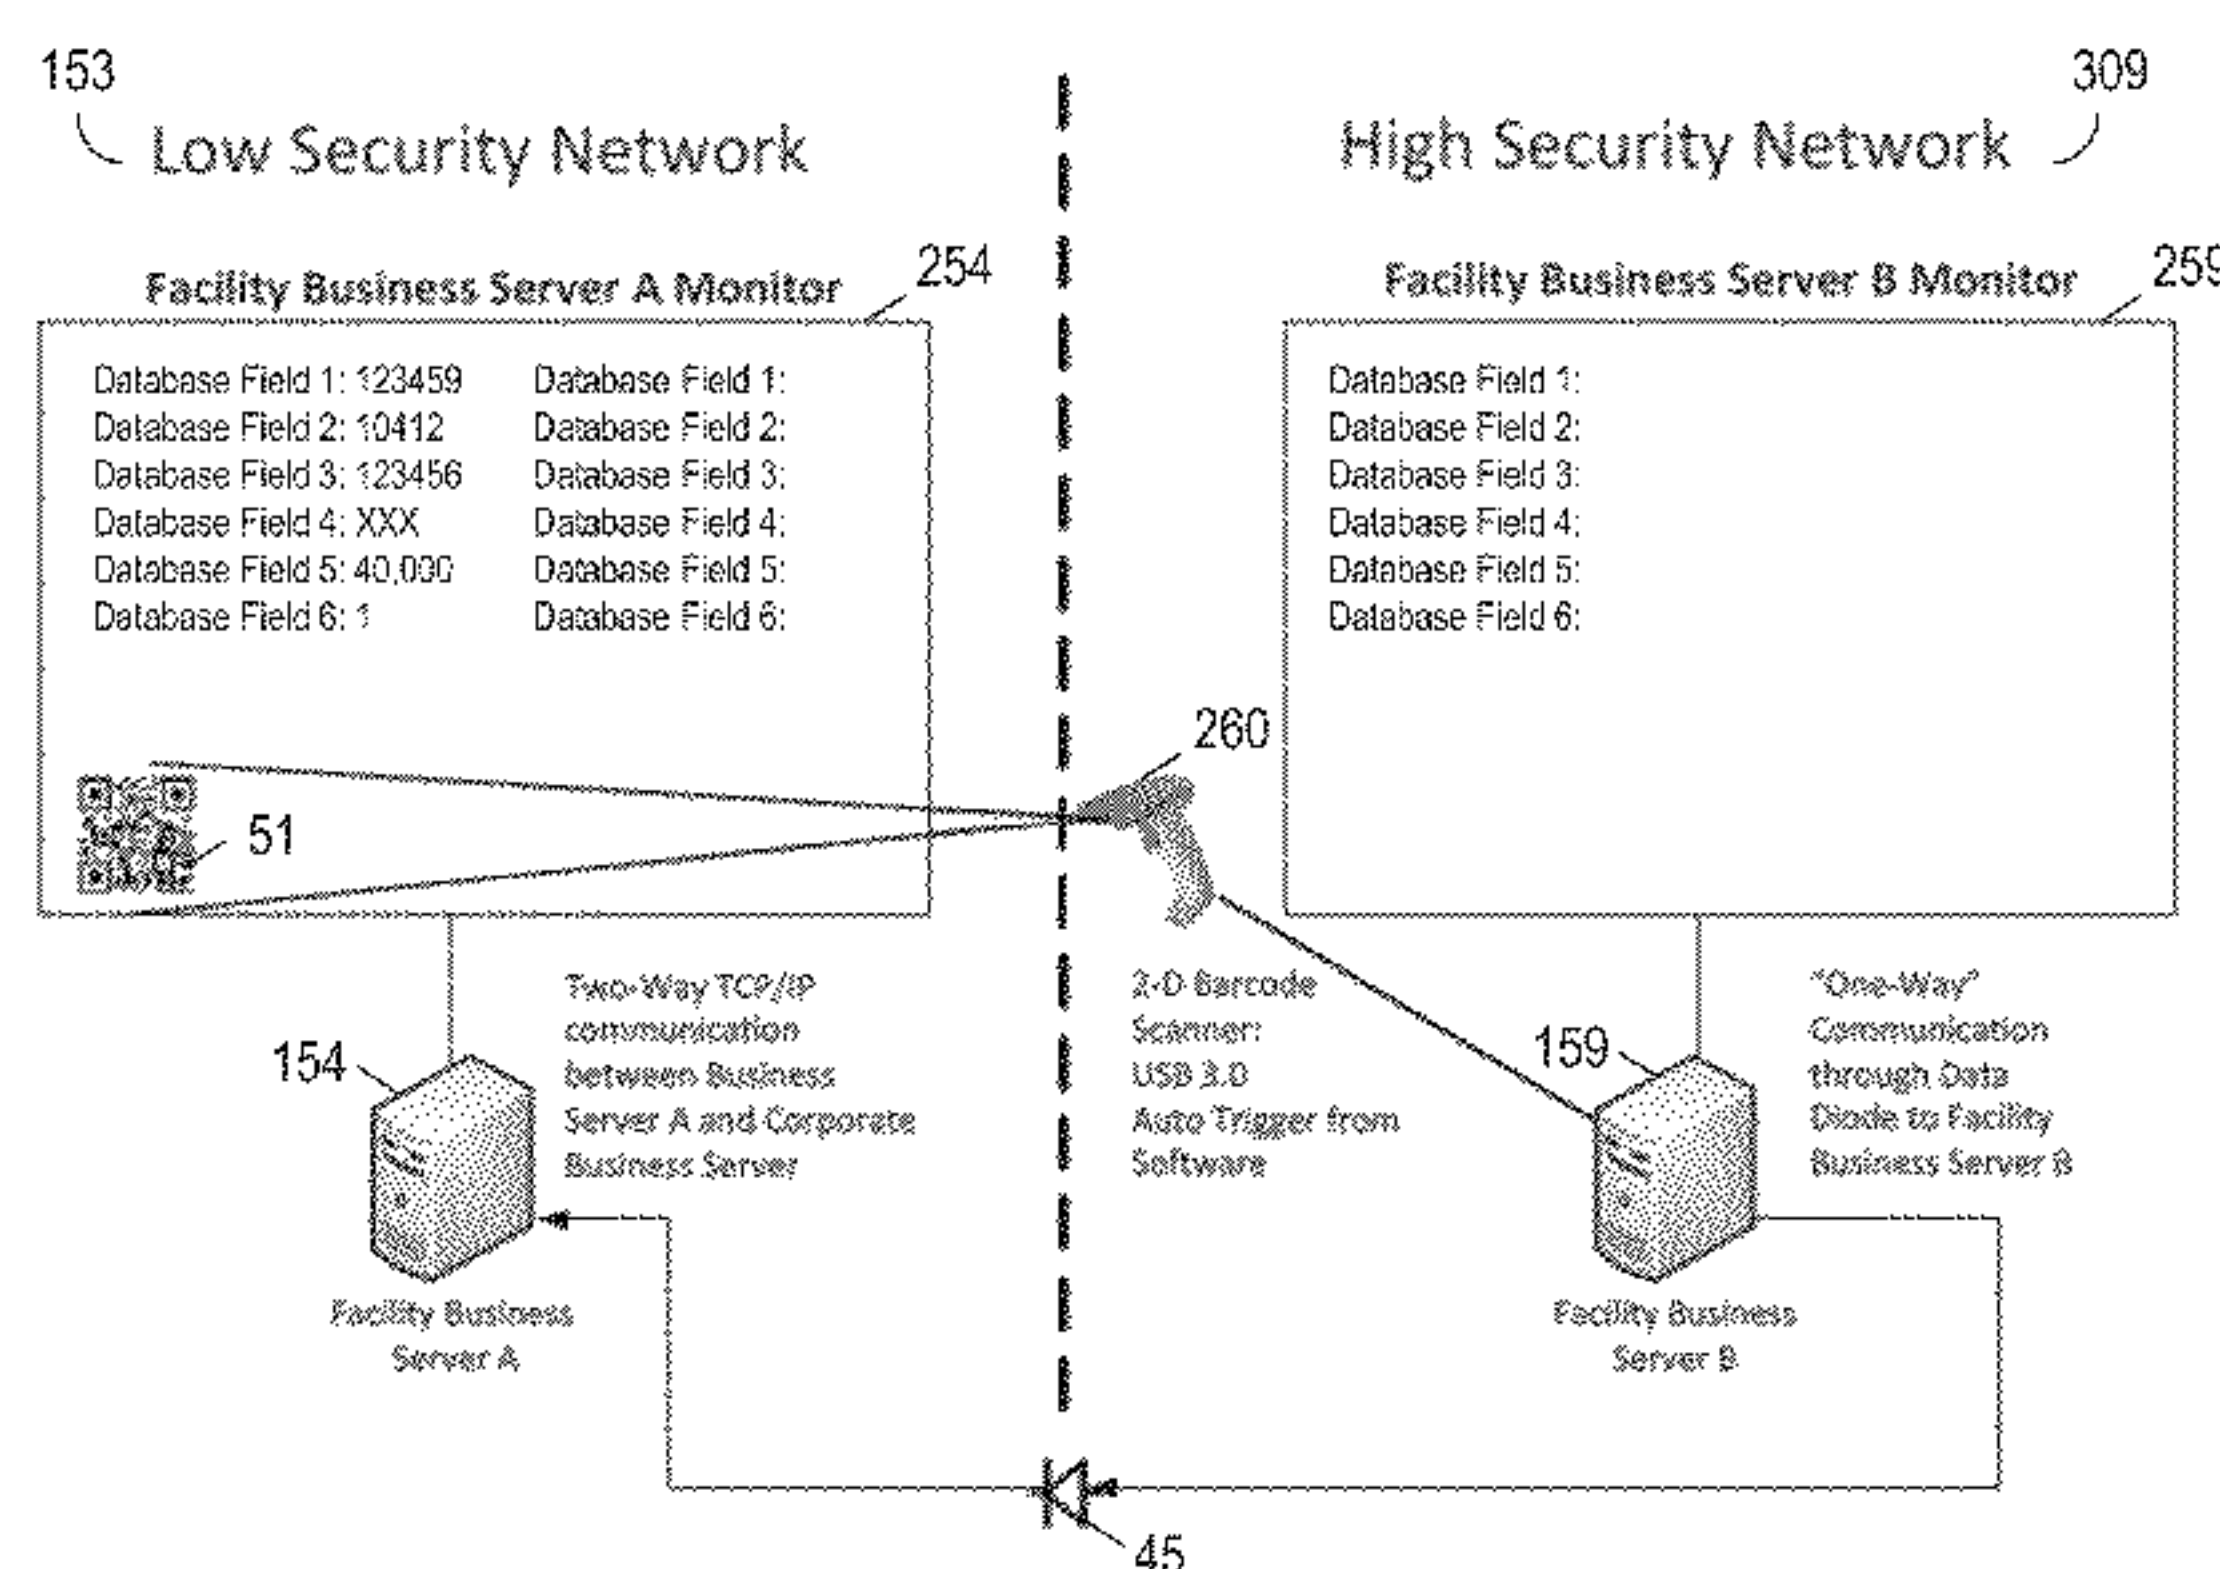 153
309
Low Security Network
High Security Network
Facility Business Server A Monitor
254
Facility Business Server B Monitor
259
Database Field 1: 123459
Database Field 2: 10412
Database Field 3: 123456
Database Field 4: XXX
Database Field 5: 40,000
Database Field 6: 1
Database Field 1:
Database Field 2:
Database Field 3:
Database Field 4:
Database Field 5:
Database Field 6:
Database Field 1:
Database Field 2:
Database Field 3:
Database Field 4:
Database Field 5:
Database Field 6:
260
51
154
Two-Way TCP/IP
communication
between Business
Server A and Corporate
Business Server
2-D Barcode
Scanner:
USB 3.0
Auto Trigger from
Software
159
"One-Way"
Communication
through Data
Diode to Facility
Business Server B
Facility Business
Server A
Facility Business
Server B
45